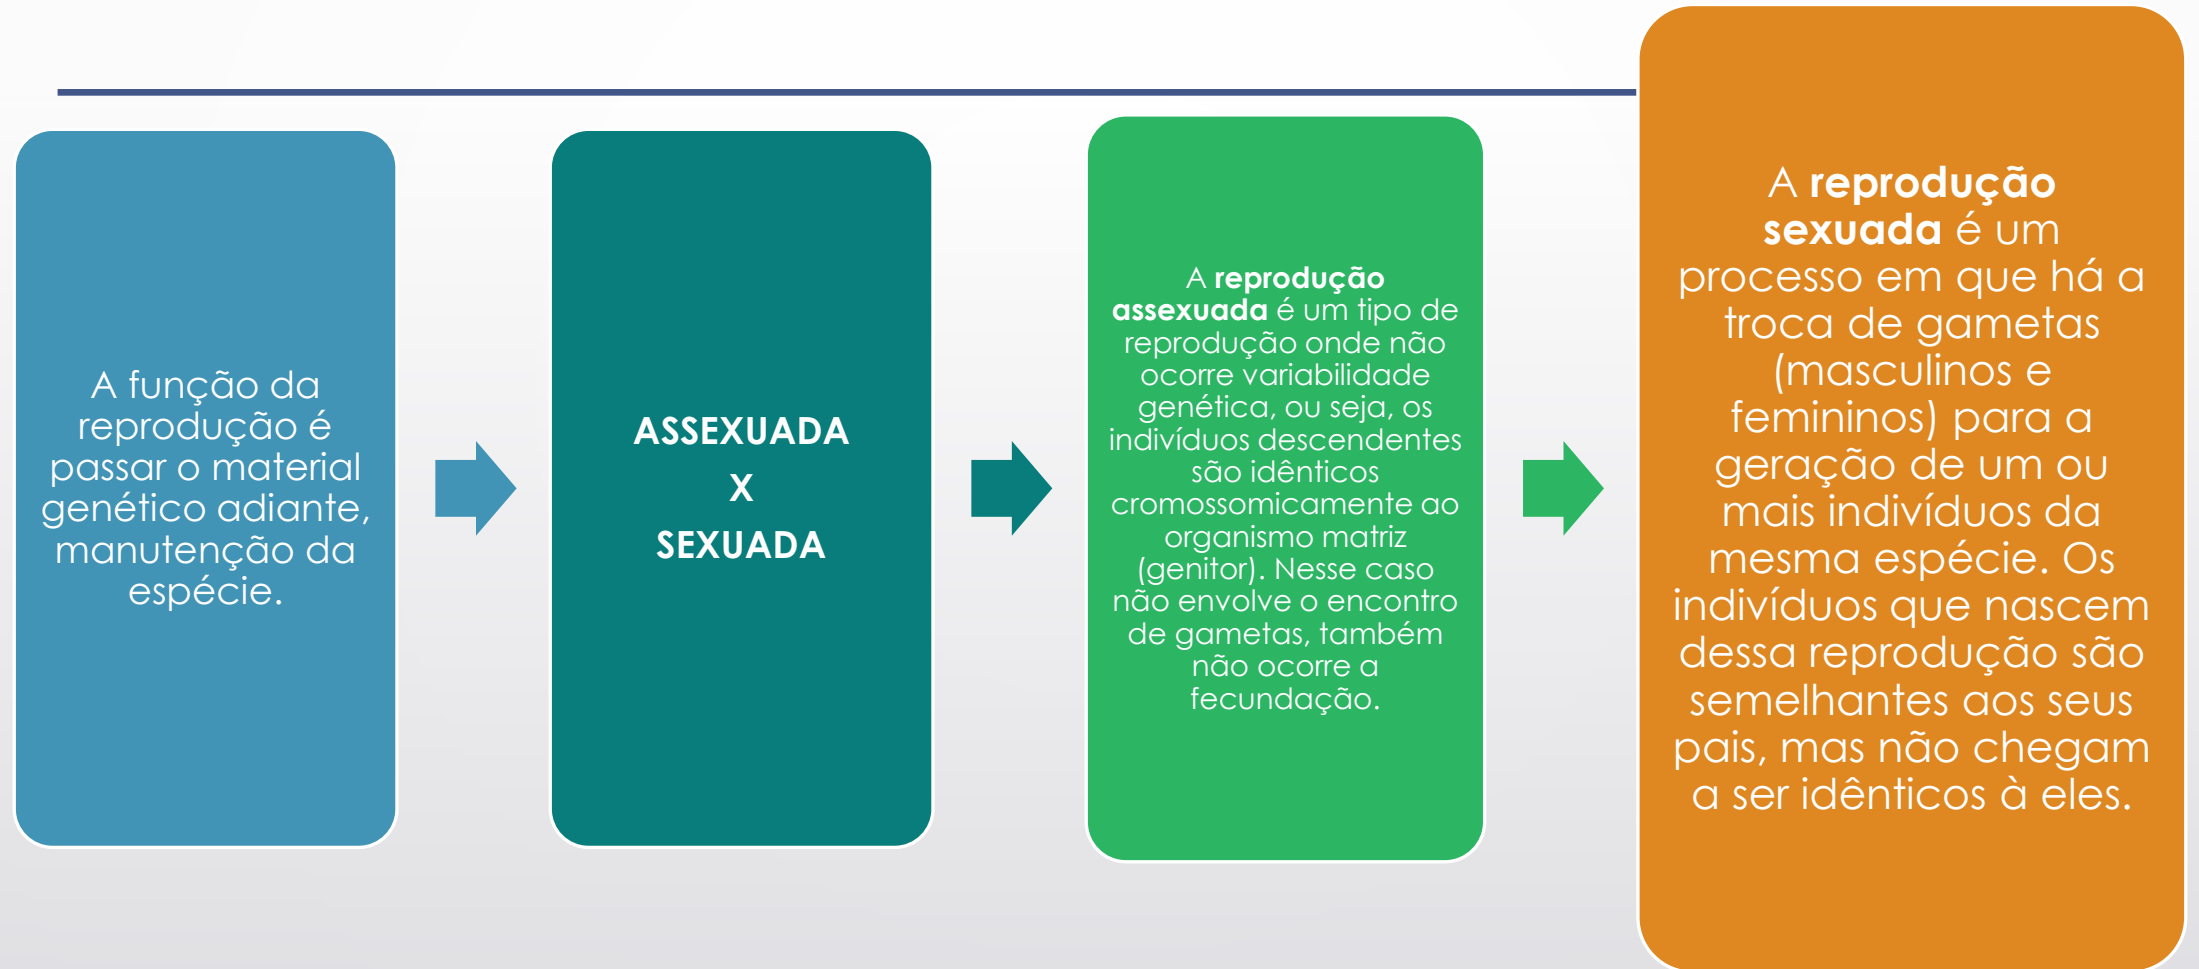 A função da
reprodução é
passar o material
genético adiante,
manutenção da
espécie.
ASSEXUADA
X
SEXUADA
A reprodução
assexuada é um tipo de
reprodução onde não
ocorre variabilidade
genética, ou seja, os
indivíduos descendentes
são idênticos
cromossomicamente ao
organismo matriz
(genitor). Nesse caso
não envolve o encontro
de gametas, também
não ocorre a
fecundação.
A reprodução
sexuada é um
processo em que há a
troca de gametas
(masculinos e
femininos) para a
geração de um ou
mais indivíduos da
mesma espécie. Os
indivíduos que nascem
dessa reprodução são
semelhantes aos seus
pais, mas não chegam
a ser idênticos à eles.